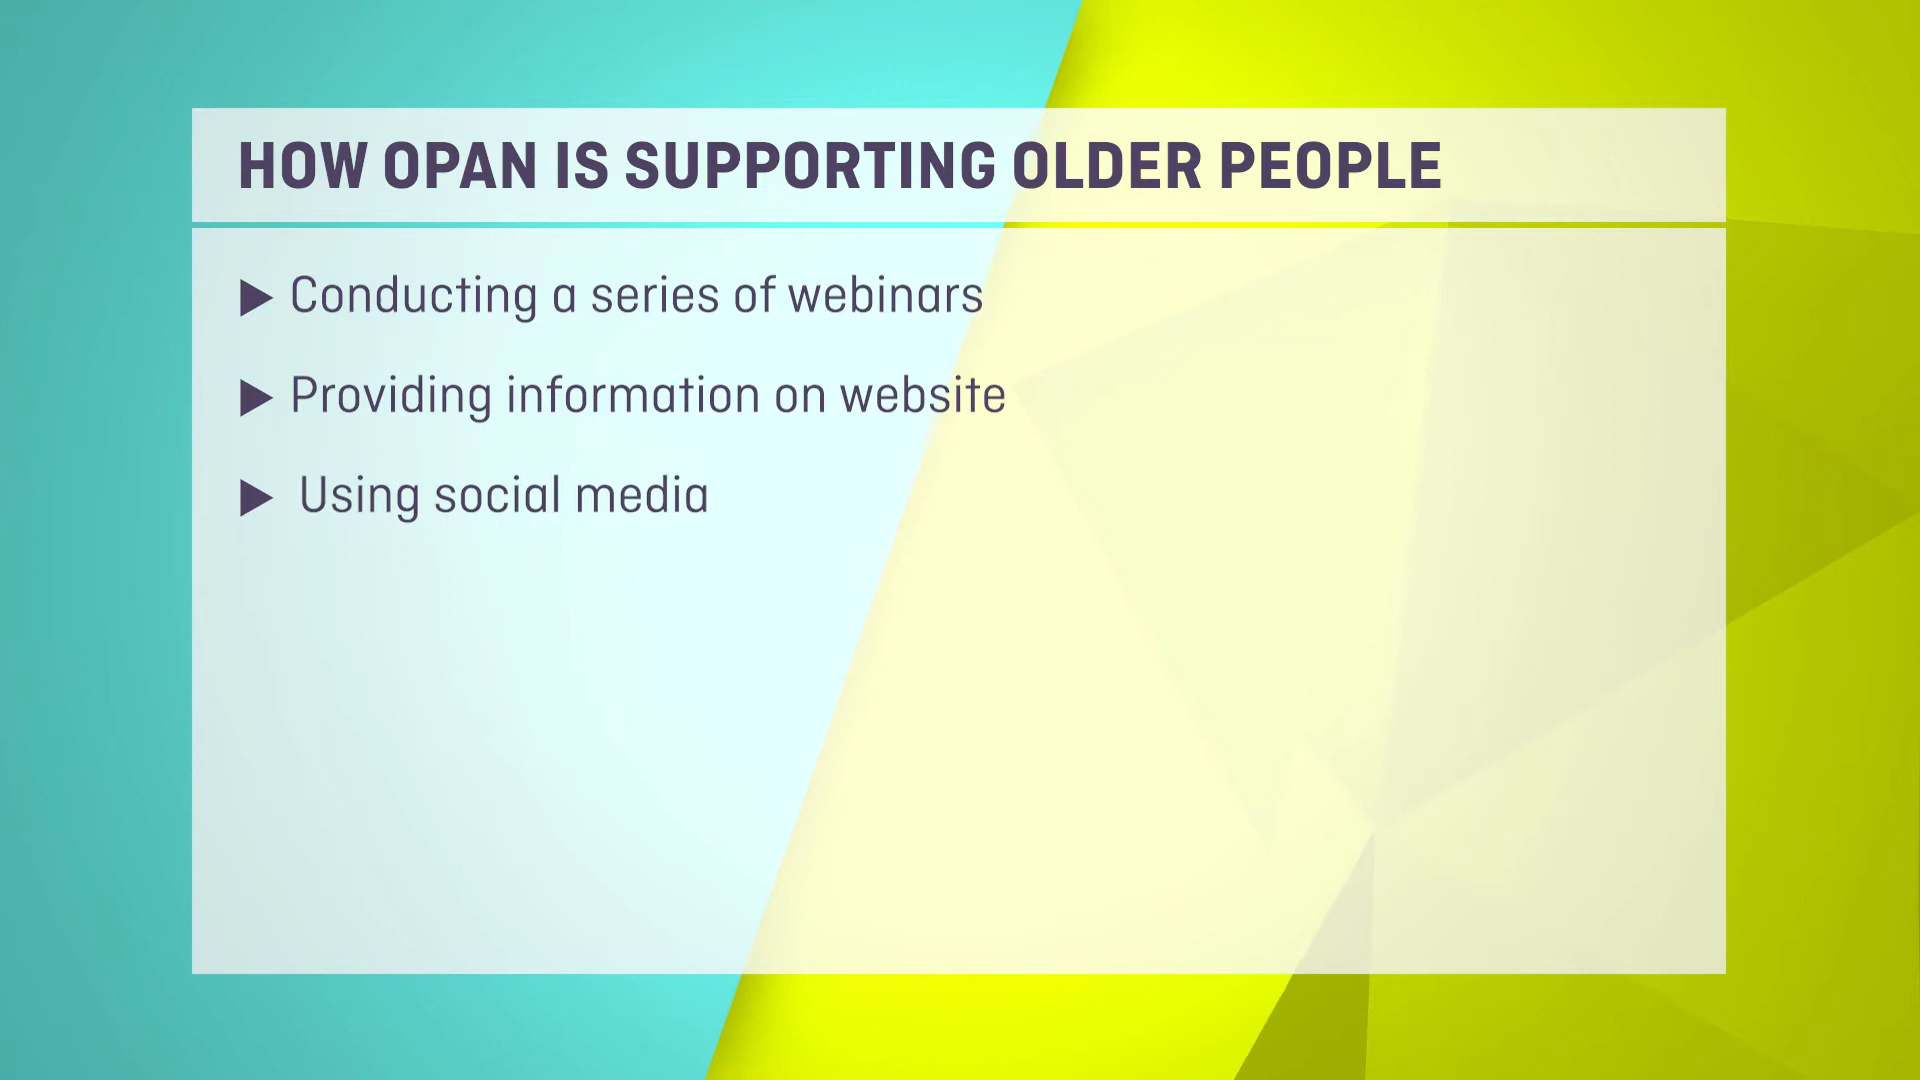 HOW OPAN IS SUPPORTING OLDER PEOPLE
▶ Conducting a series of webinars
▶ Providing information on website
▶ Using social media